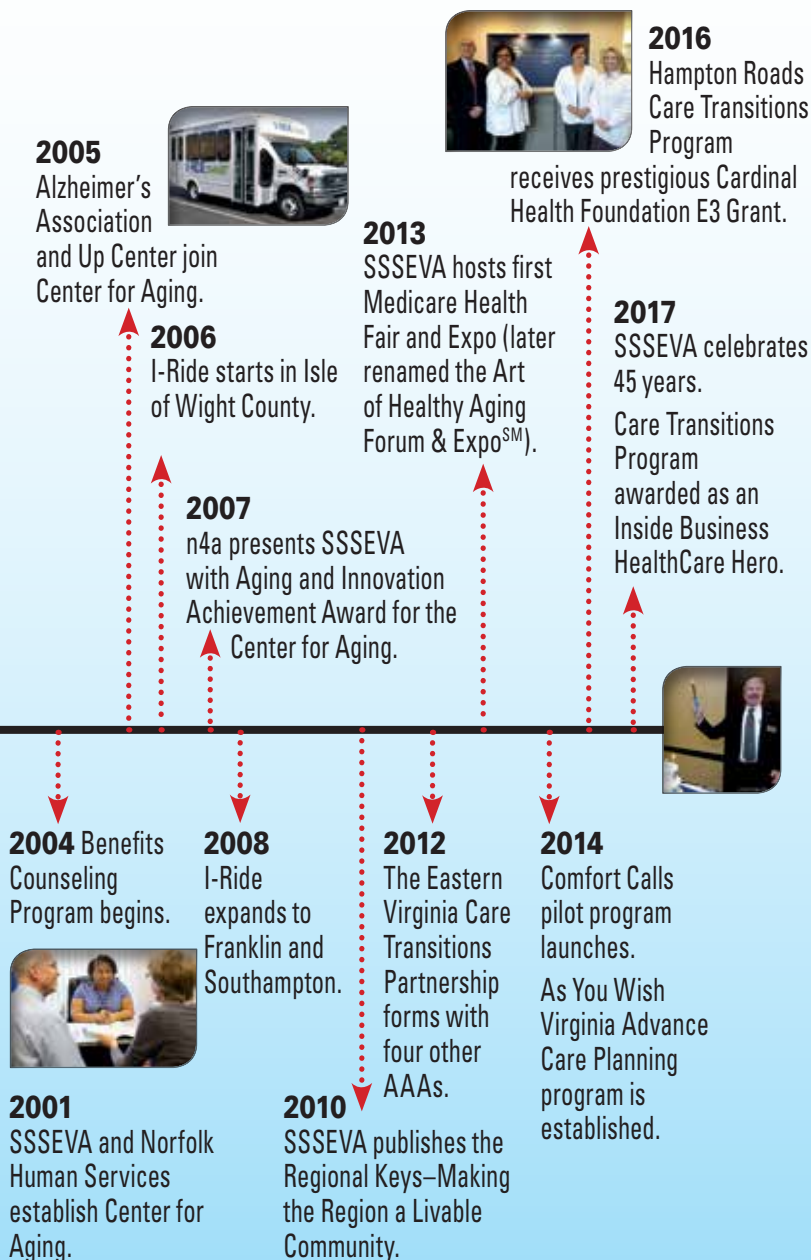 2016
Hampton Roads
Care Transitions
Program
receives prestigious Cardinal
Health Foundation E3 Grant.
2005
Alzheimer’s
Association
and Up Center join
Center for Aging.
2013
SSSEVA hosts first
Medicare Health
Fair and Expo (later
renamed the Art
of Healthy Aging
Forum & Expo℠).
2006
I-Ride starts in Isle
of Wight County.
2017
SSSEVA celebrates
45 years.
Care Transitions
Program
awarded as an
Inside Business
HealthCare Hero.
2007
n4a presents SSSEVA
with Aging and Innovation
Achievement Award for the
Center for Aging.
2004 Benefits
Counseling
Program begins.
2008
I-Ride
expands to
Franklin and
Southampton.
2012
The Eastern
Virginia Care
Transitions
Partnership
forms with
four other
AAAs.
2014
Comfort Calls
pilot program
launches.
As You Wish
Virginia Advance
Care Planning
program is
established.
2001
SSSEVA and Norfolk
Human Services
establish Center for
Aging.
2010
SSSEVA publishes the
Regional Keys–Making
the Region a Livable
Community.